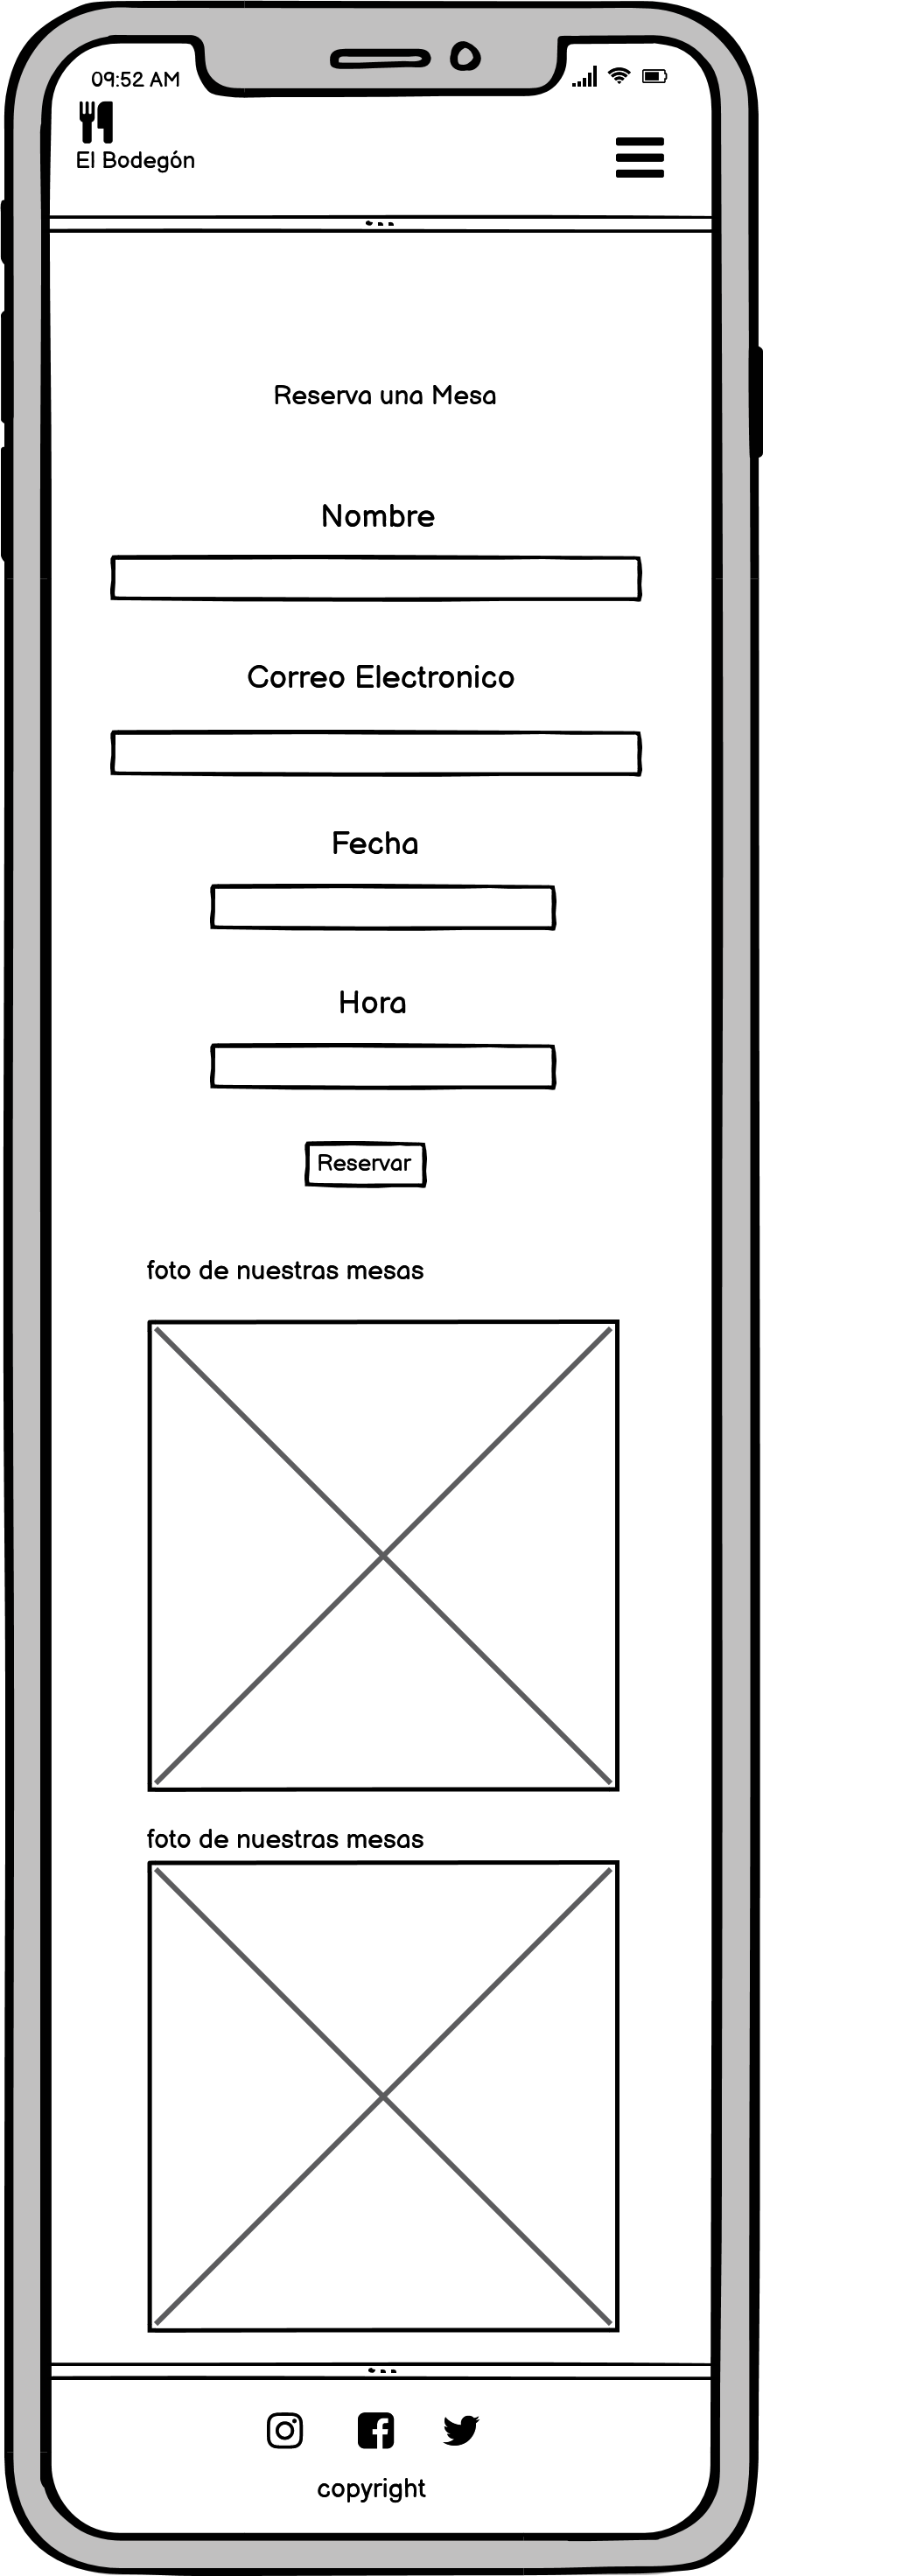 09:52 AM
El Bodegón
Reserva una Mesa
Nombre
Correo Electronico
Fecha
Hora
Reservar
foto de nuestras mesas
foto de nuestras mesas
copyright